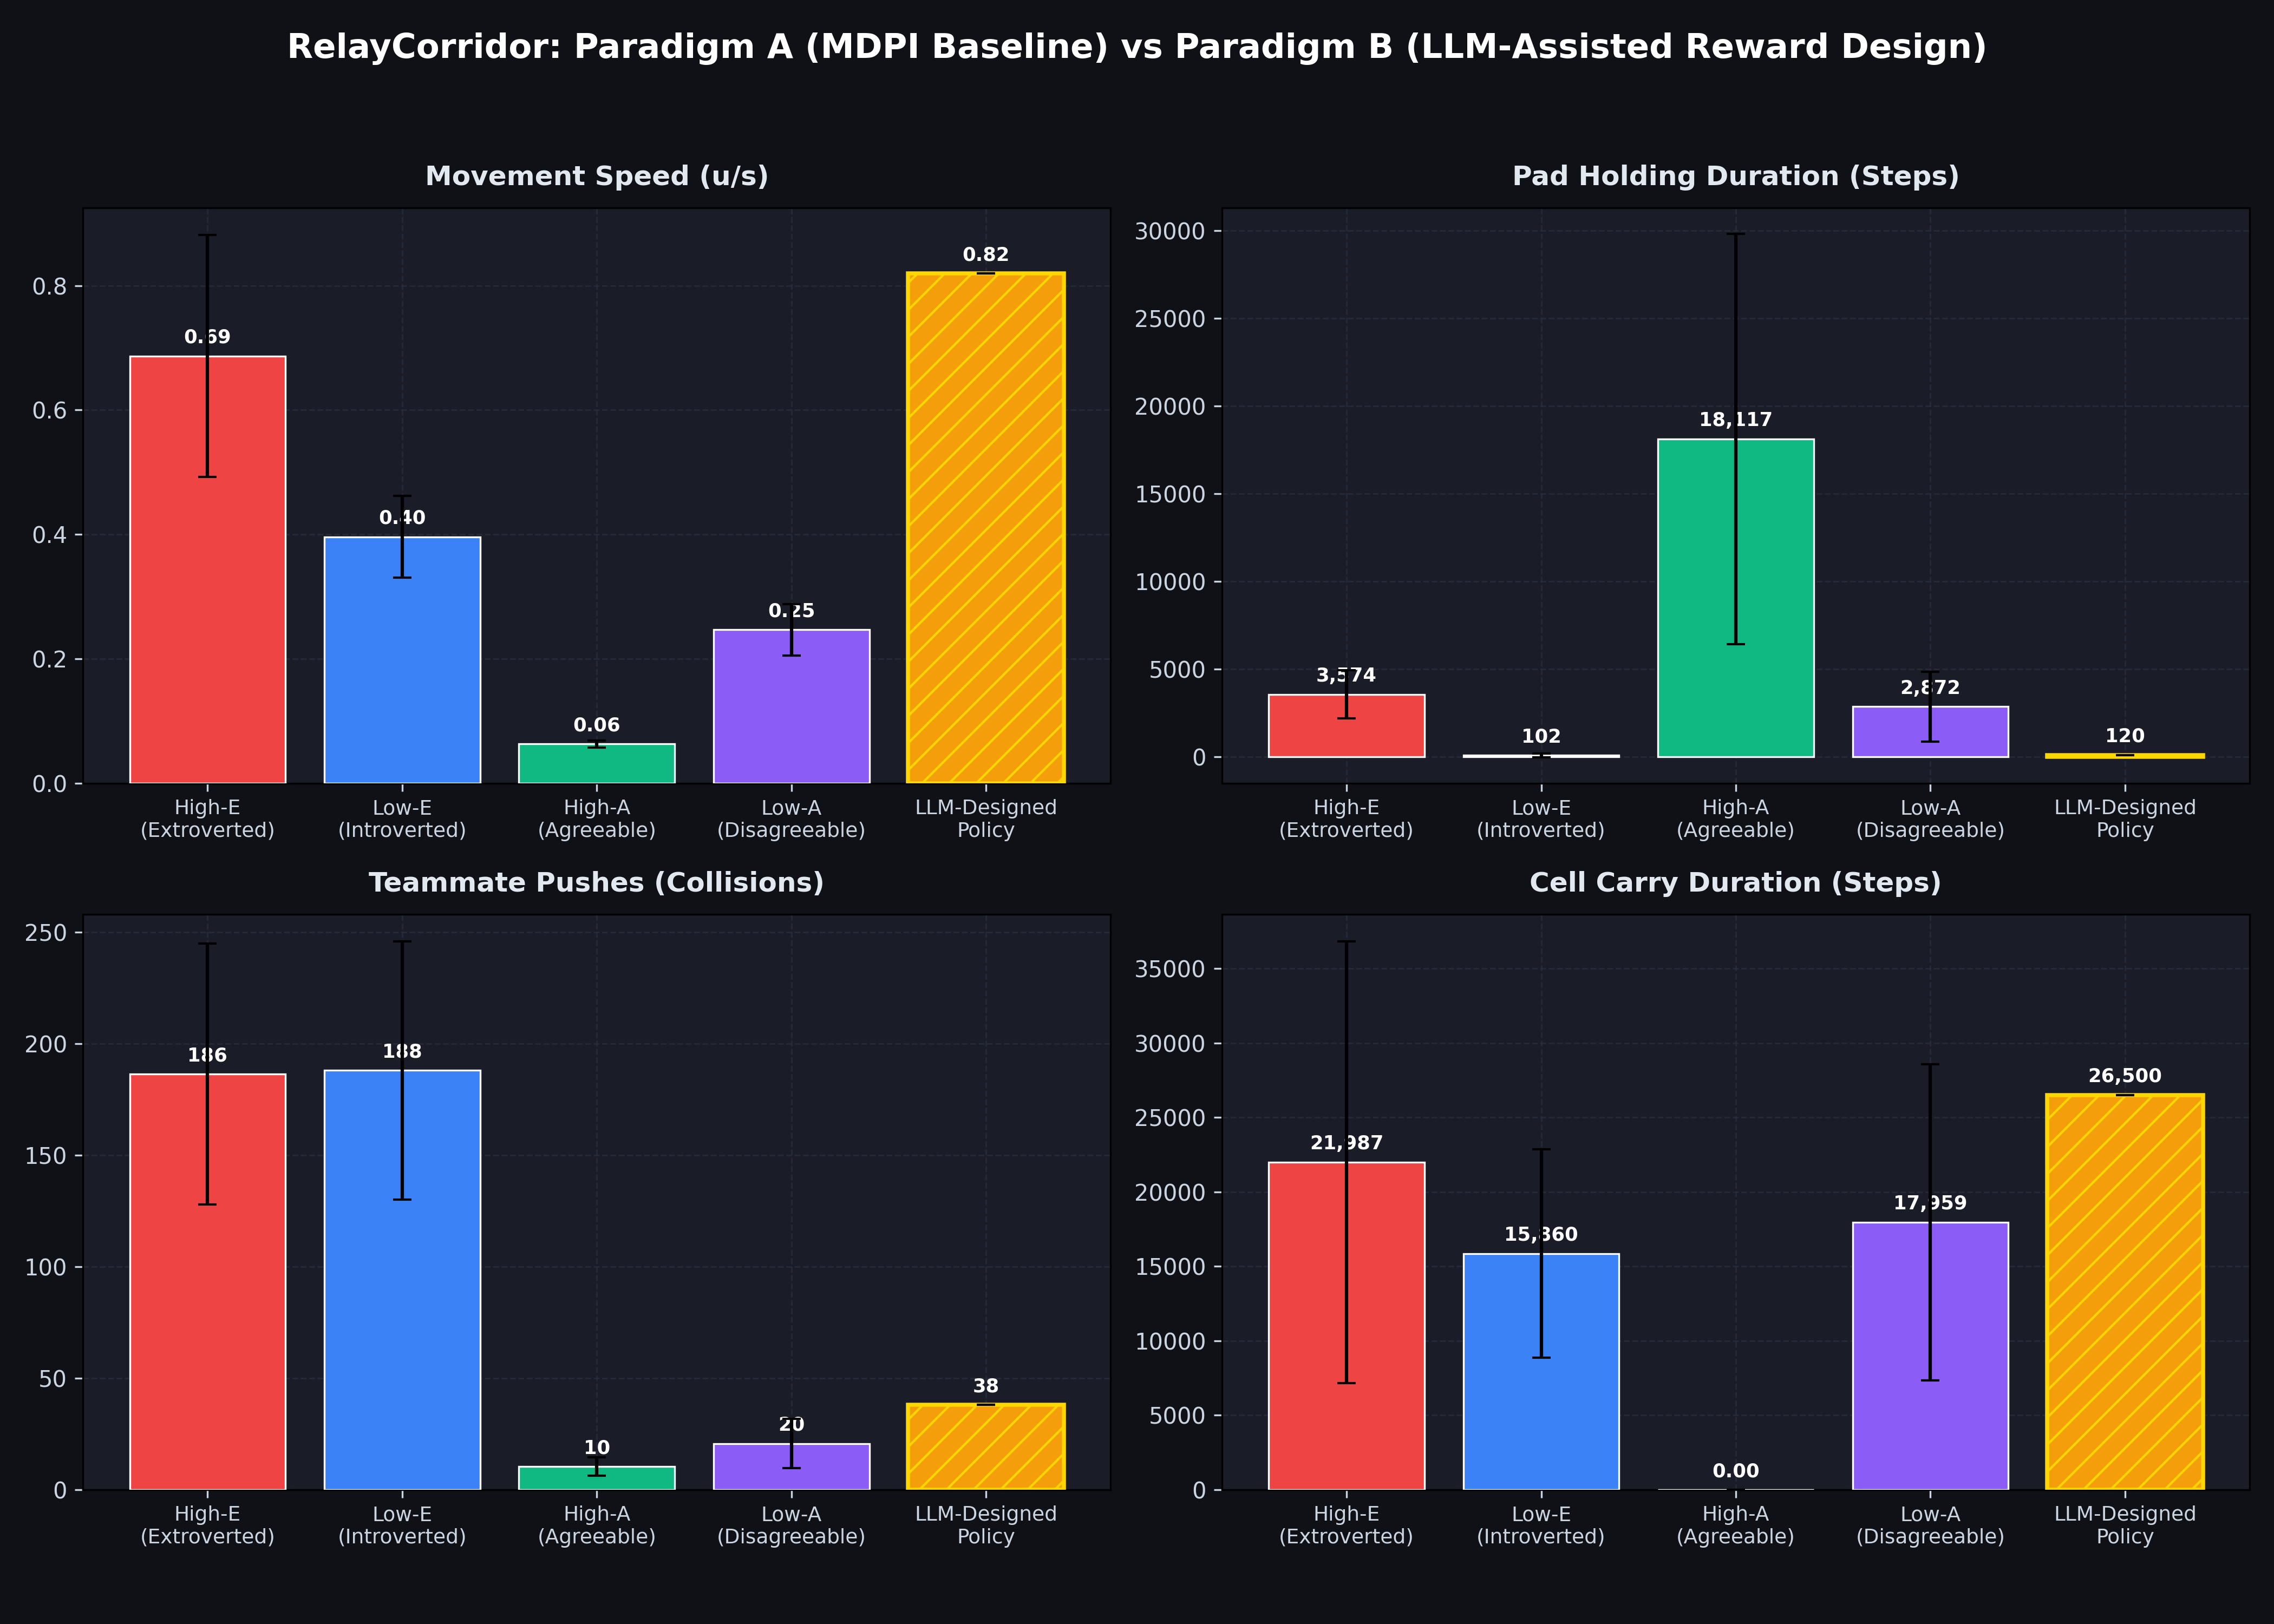 RelayCorridor: Paradigm A (MDPI Baseline) vs Paradigm B (LLM-Assisted Reward Design)
Movement Speed (u/s)
0.8
0.6
0.4
0.2
0.0
0.69
0.40
0.06
0.25
0.82
High-E
(Extroverted)
Low-E
(Introverted)
High-A
(Agreeable)
Low-A
(Disagreeable)
LLM-Designed
Policy
Pad Holding Duration (Steps)
30000
25000
20000
15000
10000
5000
0
3,574
102
18,117
2,872
120
High-E
(Extroverted)
Low-E
(Introverted)
High-A
(Agreeable)
Low-A
(Disagreeable)
LLM-Designed
Policy
Teammate Pushes (Collisions)
250
200
150
100
50
0
186
188
10
20
38
High-E
(Extroverted)
Low-E
(Introverted)
High-A
(Agreeable)
Low-A
(Disagreeable)
LLM-Designed
Policy
Cell Carry Duration (Steps)
35000
30000
25000
20000
15000
10000
5000
0
21,987
0.00
17,959
26,500
High-E
(Extroverted)
Low-E
(Introverted)
High-A
(Agreeable)
Low-A
(Disagreeable)
LLM-Designed
Policy